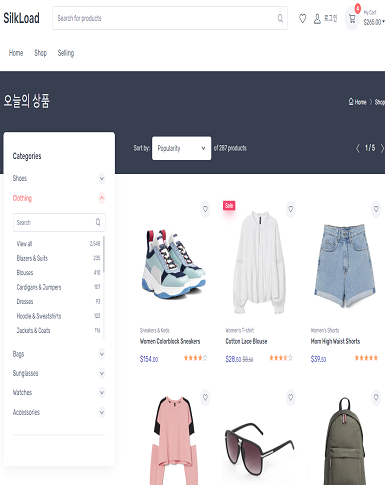 SilkLoad
Search for products
로그인
4
My Cart
$265.00
Home Shop Selling
오늘의 상품
Home > Shop
Categories
Shoes
Clothing
Search
View all 2,548
Blazers & Suits 235
Blouses 410
Cardigans & Jumpers 107
Dresses 93
Hoodie & Sweatshirts 122
Jackets & Coats 116
Bags
Sunglasses
Watches
Accessories
Sort by: Popularity of 287 products
1 / 5
Sale
Sneakers & Keds
Women Colorblock Sneakers
$154.00
Women's T-shirt
Cotton Lace Blouse
$28.50
Women's Shorts
Mom High Waist Shorts
$39.50